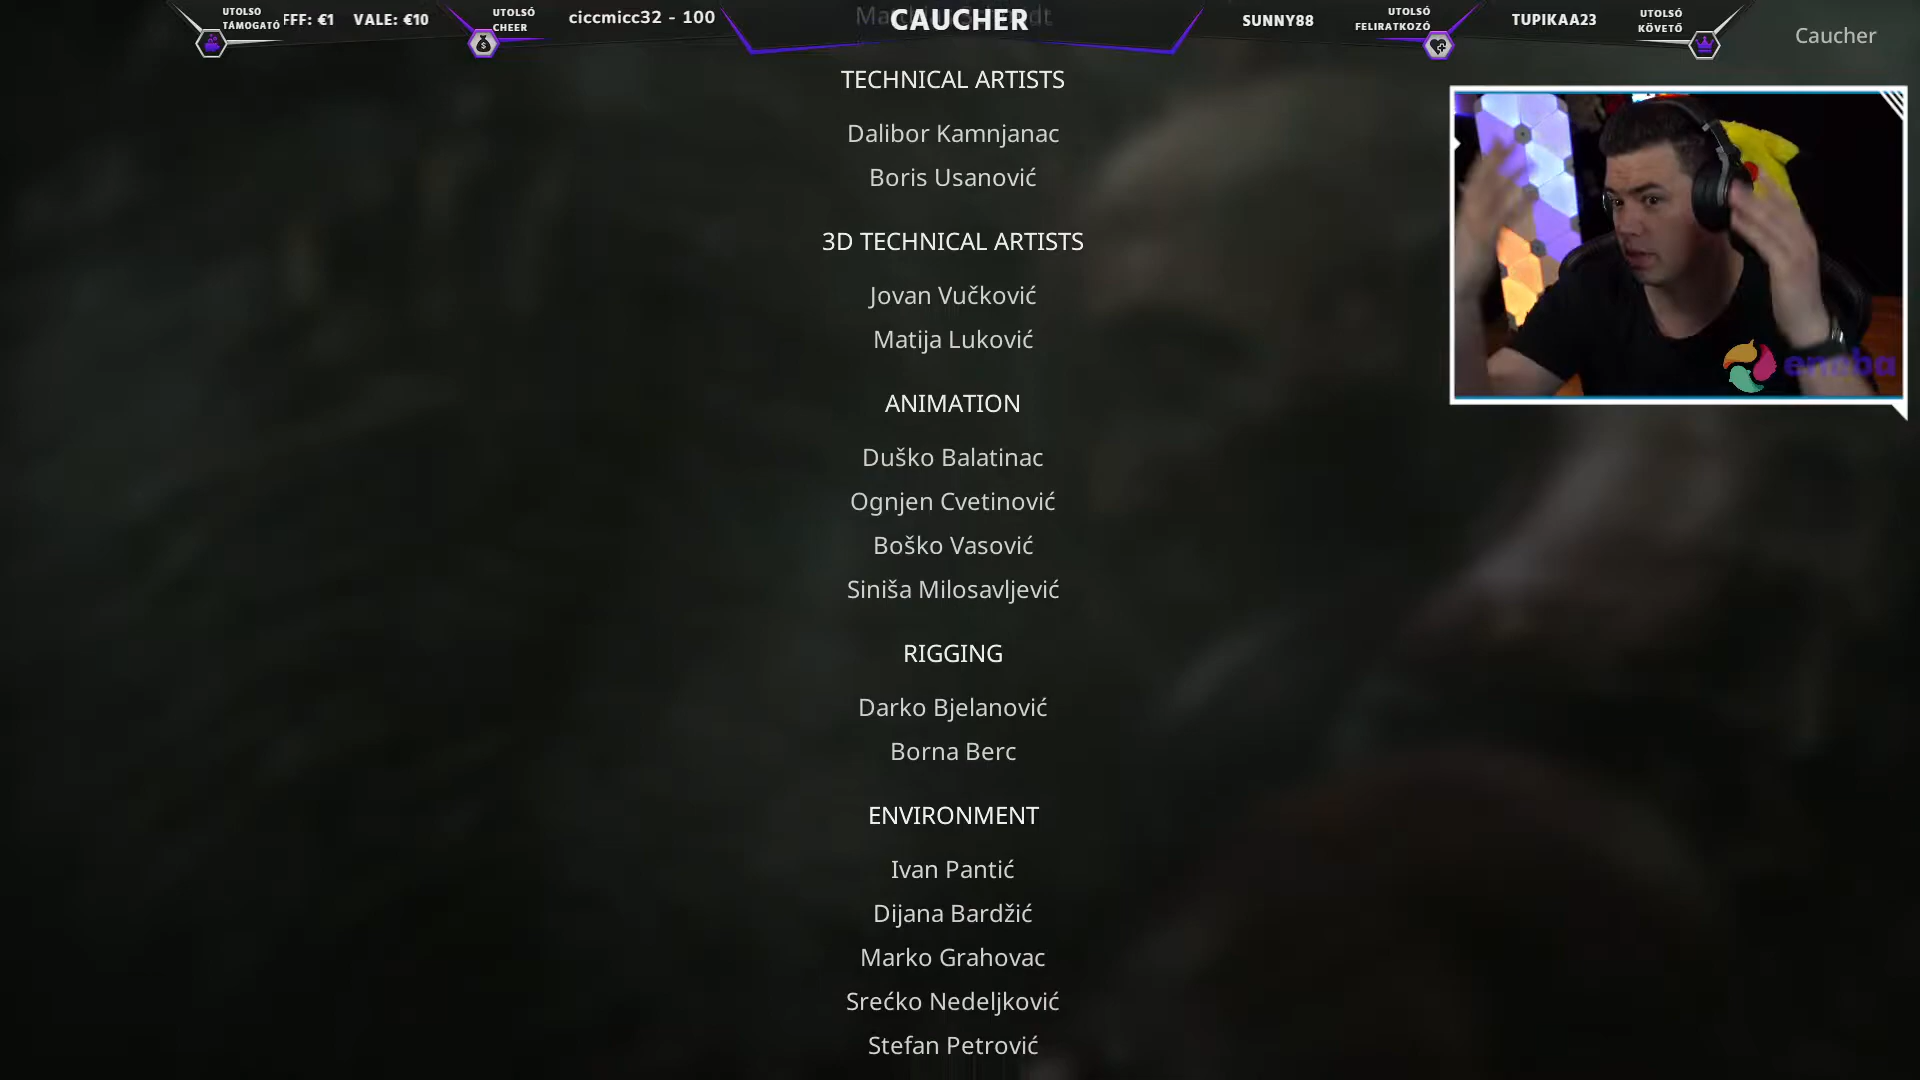 UTOLSÓ
TÁMOGATÓ
FFF: €1 VALE: €10
UTOLSÓ
CHEER
ciccmicc32 - 100
CAUCHER
SUNNY88
UTOLSÓ
FELIRATKOZÓ
TUPIKAA23
UTOLSÓ
KÖVETŐ
Caucher
TECHNICAL ARTISTS
Dalibor Kamnjanac
Boris Usanović
3D TECHNICAL ARTISTS
Jovan Vučković
Matija Luković
ANIMATION
Duško Balatinac
Ognjen Cvetinović
Boško Vasović
Siniša Milosavljević
RIGGING
Darko Bjelanović
Borna Berc
ENVIRONMENT
Ivan Pantić
Dijana Bardžić
Marko Grahovac
Srećko Nedeljković
Stefan Petrović
eneba